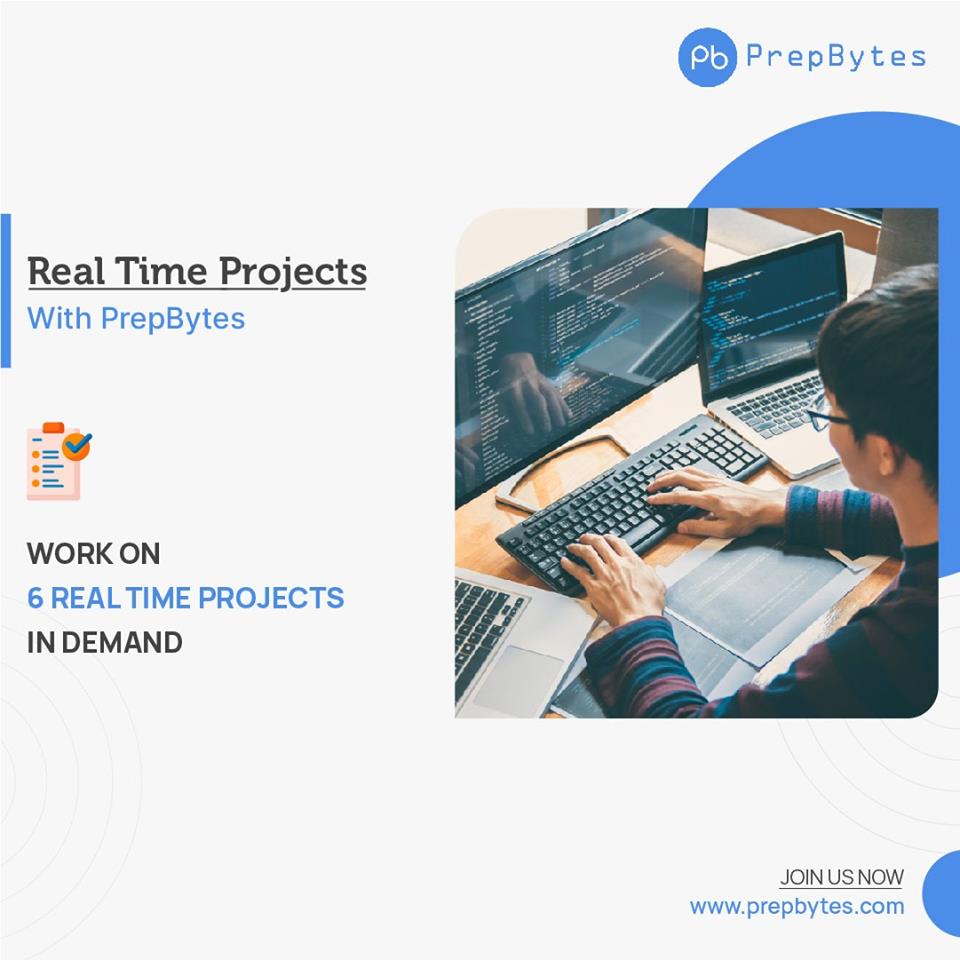 Pb PrepBytes
Real Time Projects
With PrepBytes
WORK ON
6 REAL TIME PROJECTS
IN DEMAND
JOIN US NOW
www.prepbytes.com